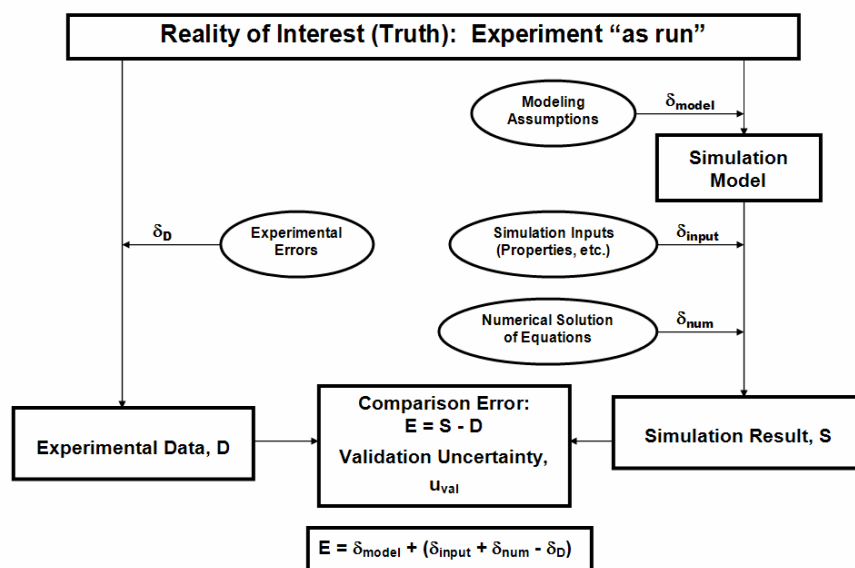 Reality of Interest (Truth): Experiment “as run”
Modeling
Assumptions
δmodel
Simulation
Model
δD
Experimental
Errors
Simulation Inputs
(Properties, etc.)
δinput
Numerical Solution
of Equations
δnum
Experimental Data, D
Comparison Error:
E = S - D
Validation Uncertainty,
uval
Simulation Result, S
E = δmodel + (δinput + δnum - δD)